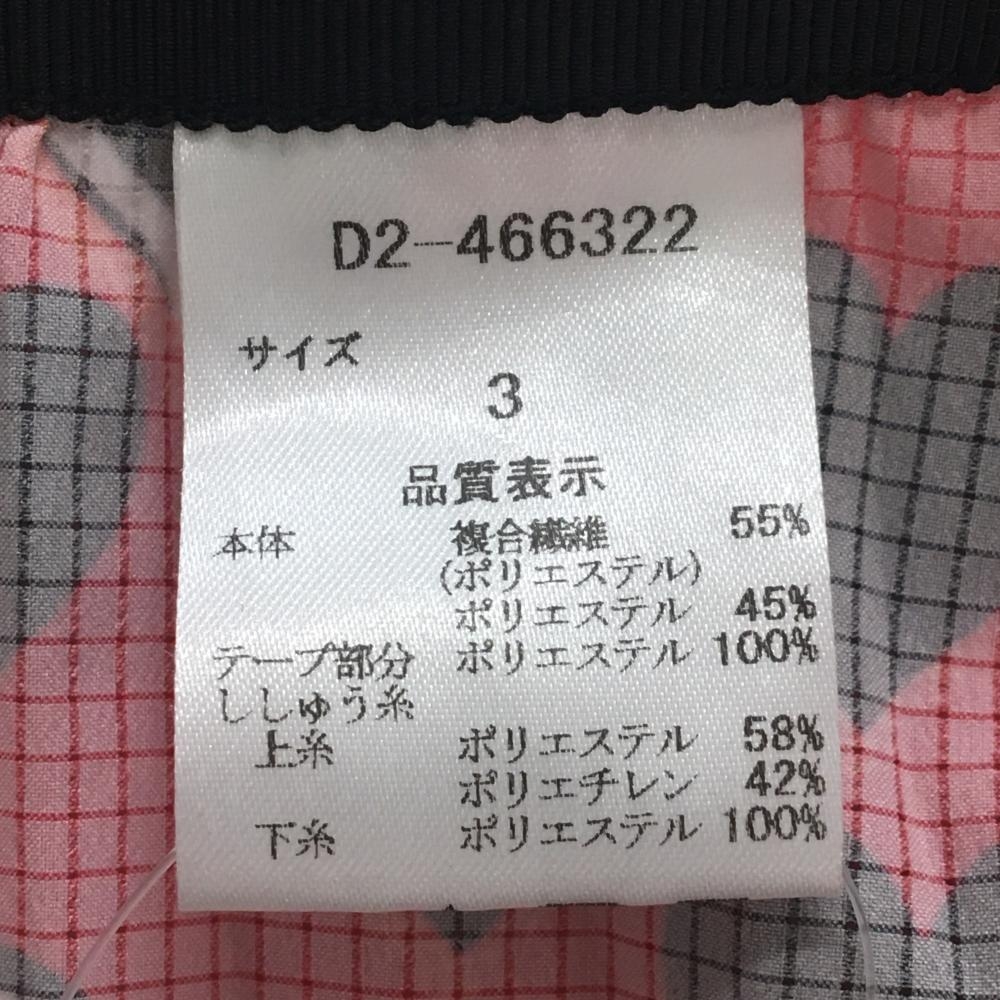 D2-466322
サイズ
3
品質表示
本体 複合繊維 55%
(ポリエステル)
ポリエステル 45%
テープ部分 ポリエステル 100%
ししゅう糸
上糸 ポリエステル 58%
ポリエチレン 42%
下糸 ポリエステル 100%